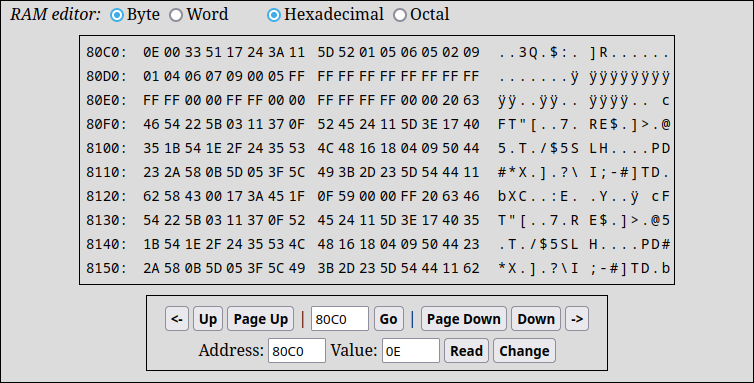 RAM editor: Byte Word Hexadecimal Octal
80C0: 0E 00 33 51 17 24 3A 11 5D 52 01 05 06 05 02 09 ..3Q.$:. ]R......
80D0: 01 04 06 07 09 00 05 FF FF FF FF FF FF FF FF FF .......ÿ ÿÿÿÿÿÿÿÿ
80E0: FF FF 00 00 FF FF 00 00 FF FF FF FF 00 00 20 63 ÿÿ..ÿÿ.. ÿÿÿÿ.. c
80F0: 46 54 22 5B 03 11 37 0F 52 45 24 11 5D 3E 17 40 FT"[..7. RE$.]>.@
8100: 35 1B 54 1E 2F 24 35 53 4C 48 16 18 04 09 50 44 5.T./$5S LH....PD
8110: 23 2A 58 0B 5D 05 3F 5C 49 3B 2D 23 5D 54 44 11 #*X.].?\ I;-#]TD.
8120: 62 58 43 00 17 3A 45 1F 0F 59 00 00 FF 20 63 46 bXC..:E. .Y..ÿ cF
8130: 54 22 5B 03 11 37 0F 52 45 24 11 5D 3E 17 40 35 T"[..7.R E$.]>.@5
8140: 1B 54 1E 2F 24 35 53 4C 48 16 18 04 09 50 44 23 .T./$5SL H....PD#
8150: 2A 58 0B 5D 05 3F 5C 49 3B 2D 23 5D 54 44 11 62 *X.].?\I ;-#]TD.b
<- Up Page Up | 80C0 Go | Page Down Down ->
Address: 80C0 Value: 0E Read Change